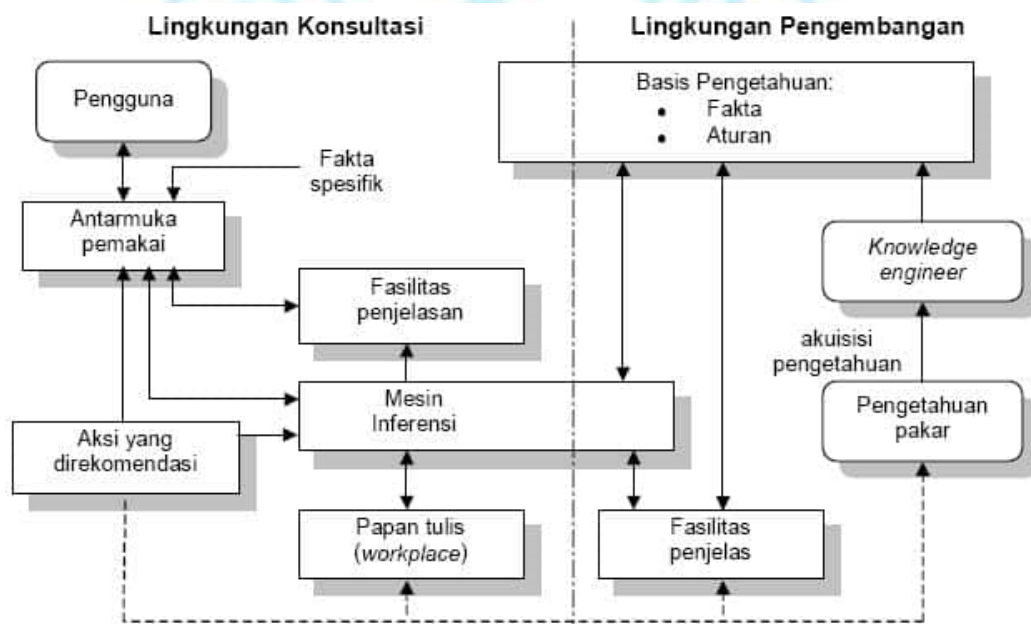 Lingkungan Konsultasi
Lingkungan Pengembangan
Pengguna
Basis Pengetahuan:
• Fakta
• Aturan
Fakta
spesifik
Antarmuka
pemakai
Knowledge
engineer
Fasilitas
penjelasan
akuisisi
pengetahuan
Mesin
Inferensi
Pengetahuan
pakar
Aksi yang
direkomendasi
Papan tulis
(workplace)
Fasilitas
penjelas